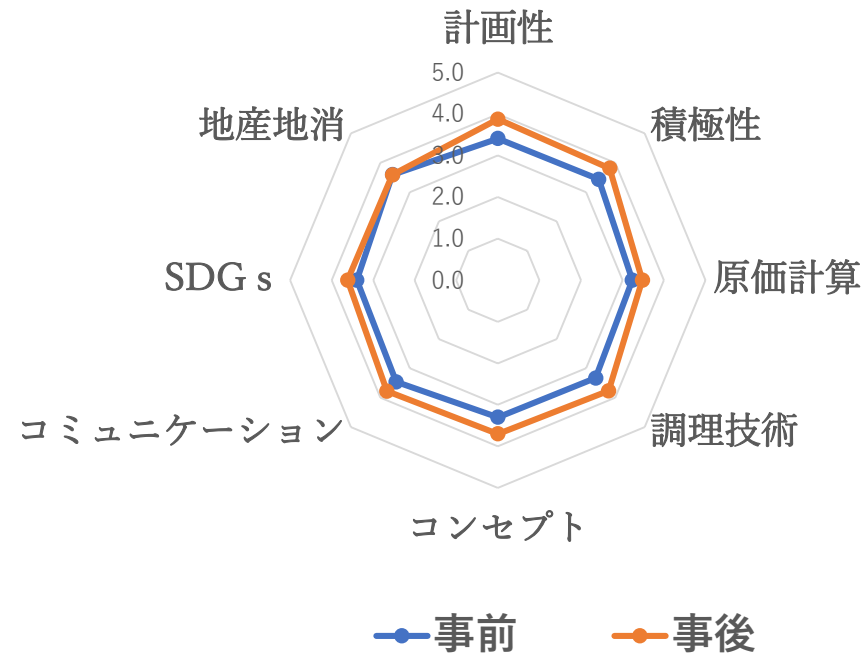 計画性
5.0
地産地消
4.0
積極性
3.0
2.0
1.0
SDGｓ
0.0
原価計算
コミュニケーション
調理技術
コンセプト
事前
事後